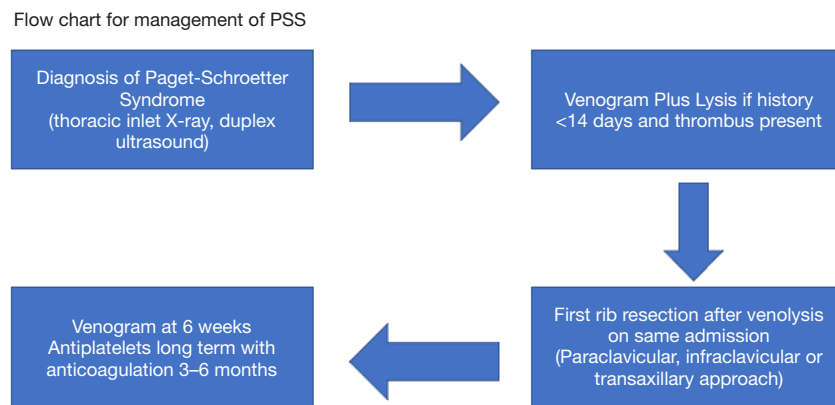 Flow chart for management of PSS
Diagnosis of Paget-Schroetter
Syndrome
(thoracic inlet X-ray, duplex
ultrasound)
Venogram Plus Lysis if history
<14 days and thrombus present
First rib resection after venolysis
on same admission
(Paraclavicular, infraclavicular or
transaxillary approach)
Venogram at 6 weeks
Antiplatelets long term with
anticoagulation 3–6 months